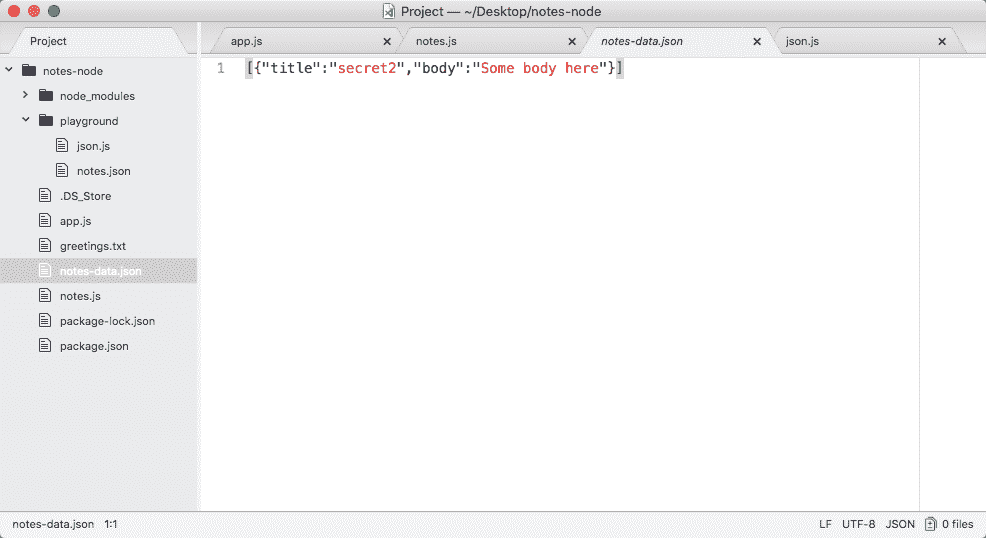 Project — ~/Desktop/notes-node
Project
app.js
notes.js
notes-data.json
json.js
notes-node
node_modules
playground
json.js
notes.json
.DS_Store
app.js
greetings.txt
notes-data.json
notes.js
package-lock.json
package.json
1 [{"title":"secret2","body":"Some body here"}]
notes-data.json 1:1 LF UTF-8 JSON 0 files